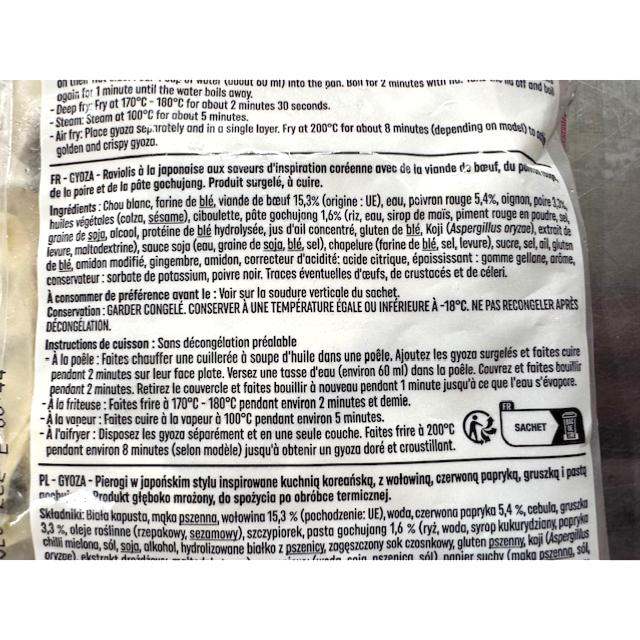 into the pan. Boil for 2 minutes with
again for 1 minute until the water boils away.
- Deep fry: Fry at 170°C - 180°C for about 2 minutes 30 seconds.
- Steam: Steam at 100°C for about 5 minutes.
- Air fry: Place gyoza separately and in a single layer. Fry at 200°C for about 8 minutes (depending on model) to
golden and crispy gyoza.
FR - GYOZA - Raviolis à la japonaise aux saveurs d'inspiration coréenne avec de la viande de bœuf, du
de la poire et de la pâte gochujang. Produit surgelé, à cuire.
Ingrédients : Chou blanc, farine de blé, viande de bœuf 15,3% (origine : UE), eau, poivron rouge 5,4%, oignon, poire
huiles végétales (colza, sésame), ciboulette, pâte gochujang 1,6% (riz, eau, sirop de maïs, piment rouge en poudre, sel,
graine de soja, alcool, protéine de blé hydrolysée, jus d'ail concentré, gluten de blé, Koji (Aspergillus oryzae), extrait de
levure, maltodextrine), sauce soja (eau, graine de soja, blé, sel), chapelure (farine de blé, sel, levure), sucre, sel, ail, gluten
de blé, amidon modifié, gingembre, amidon, correcteur d'acidité: acide citrique, épaississant : gomme gellane, arôme,
conservateur : sorbate de potassium, poivre noir. Traces éventuelles d'œufs, de crustacés et de céleri.
À consommer de préférence avant le : Voir sur la soudure verticale du sachet.
Conservation : GARDER CONGELÉ. CONSERVER À UNE TEMPÉRATURE ÉGALE OU INFÉRIEURE À -18°C. NE PAS RECONGELER APRÈS
DÉCONGÉLATION.
Instructions de cuisson : Sans décongélation préalable
- À la poêle : Faites chauffer une cuillerée à soupe d'huile dans une poêle. Ajoutez les gyoza surgelés et faites cuire
pendant 2 minutes sur leur face plate. Versez une tasse d'eau (environ 60 ml) dans la poêle. Couvrez et faites bouillir
pendant 2 minutes. Retirez le couvercle et faites bouillir à nouveau pendant 1 minute jusqu'à ce que l'eau s'évapore.
- À la friteuse : Faites frire à 170°C - 180°C pendant environ 2 minutes et demie.
- À la vapeur : Faites cuire à la vapeur à 100°C pendant environ 5 minutes.
- À l'airfryer : Disposez les gyoza séparément et en une seule couche. Faites frire à 200°C
pendant environ 8 minutes (selon modèle) jusqu'à obtenir un gyoza doré et croustillant.
FR
SACHET
BAC DE TRI
PL - GYOZA - Pierogi w japońskim stylu inspirowane kuchnią koreańską, z wołowiną, czerwoną papryką, gruszką i pastą
Produkt głęboko mrożony, do spożycia po obróbce termicznej.
Składniki: Biała kapusta, mąka pszenna, wołowina 15,3 % (pochodzenie: UE), woda, czerwona papryka 5,4 %, cebula, gruszka
3,3 %, oleje roślinne (rzepakowy, sezamowy), szczypiorek, pasta gochujang 1,6 % (ryż, woda, syrop kukurydziany, papryka
chilli mielona, sól, soja, alkohol, hydrolizowane białko z pszenicy, zagęszczony sok czosnkowy, gluten pszenny, koji (Aspergillus
oryzae), ekstrakt